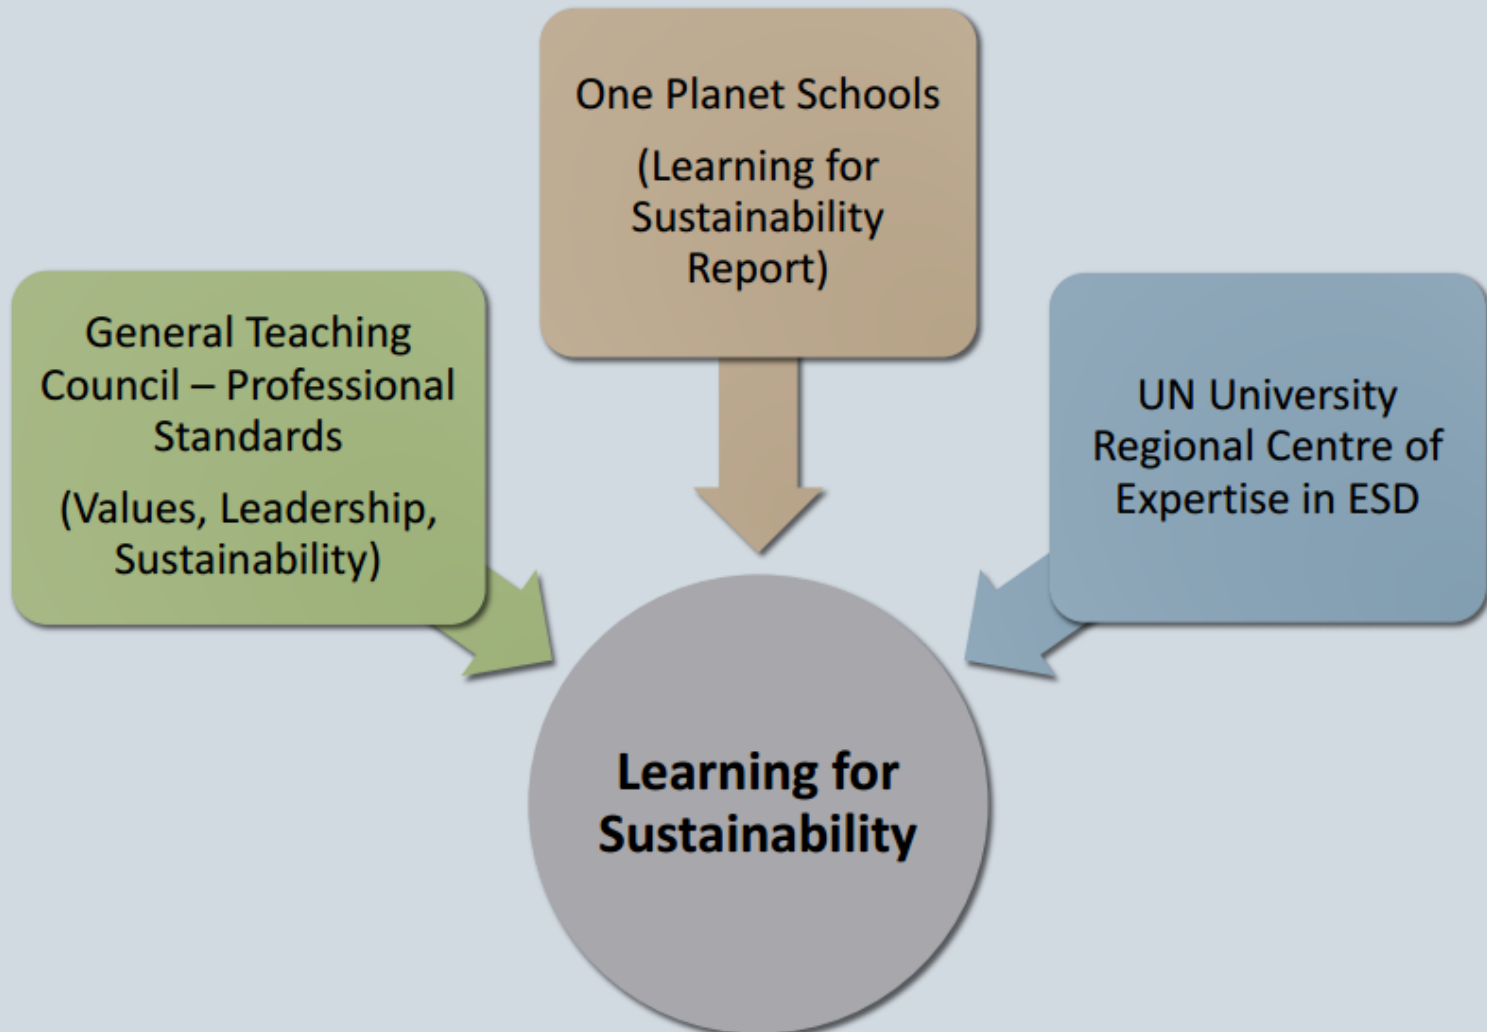 One Planet Schools
(Learning for
Sustainability
Report)
General Teaching
Council – Professional
Standards
(Values, Leadership,
Sustainability)
UN University
Regional Centre of
Expertise in ESD
Learning for
Sustainability